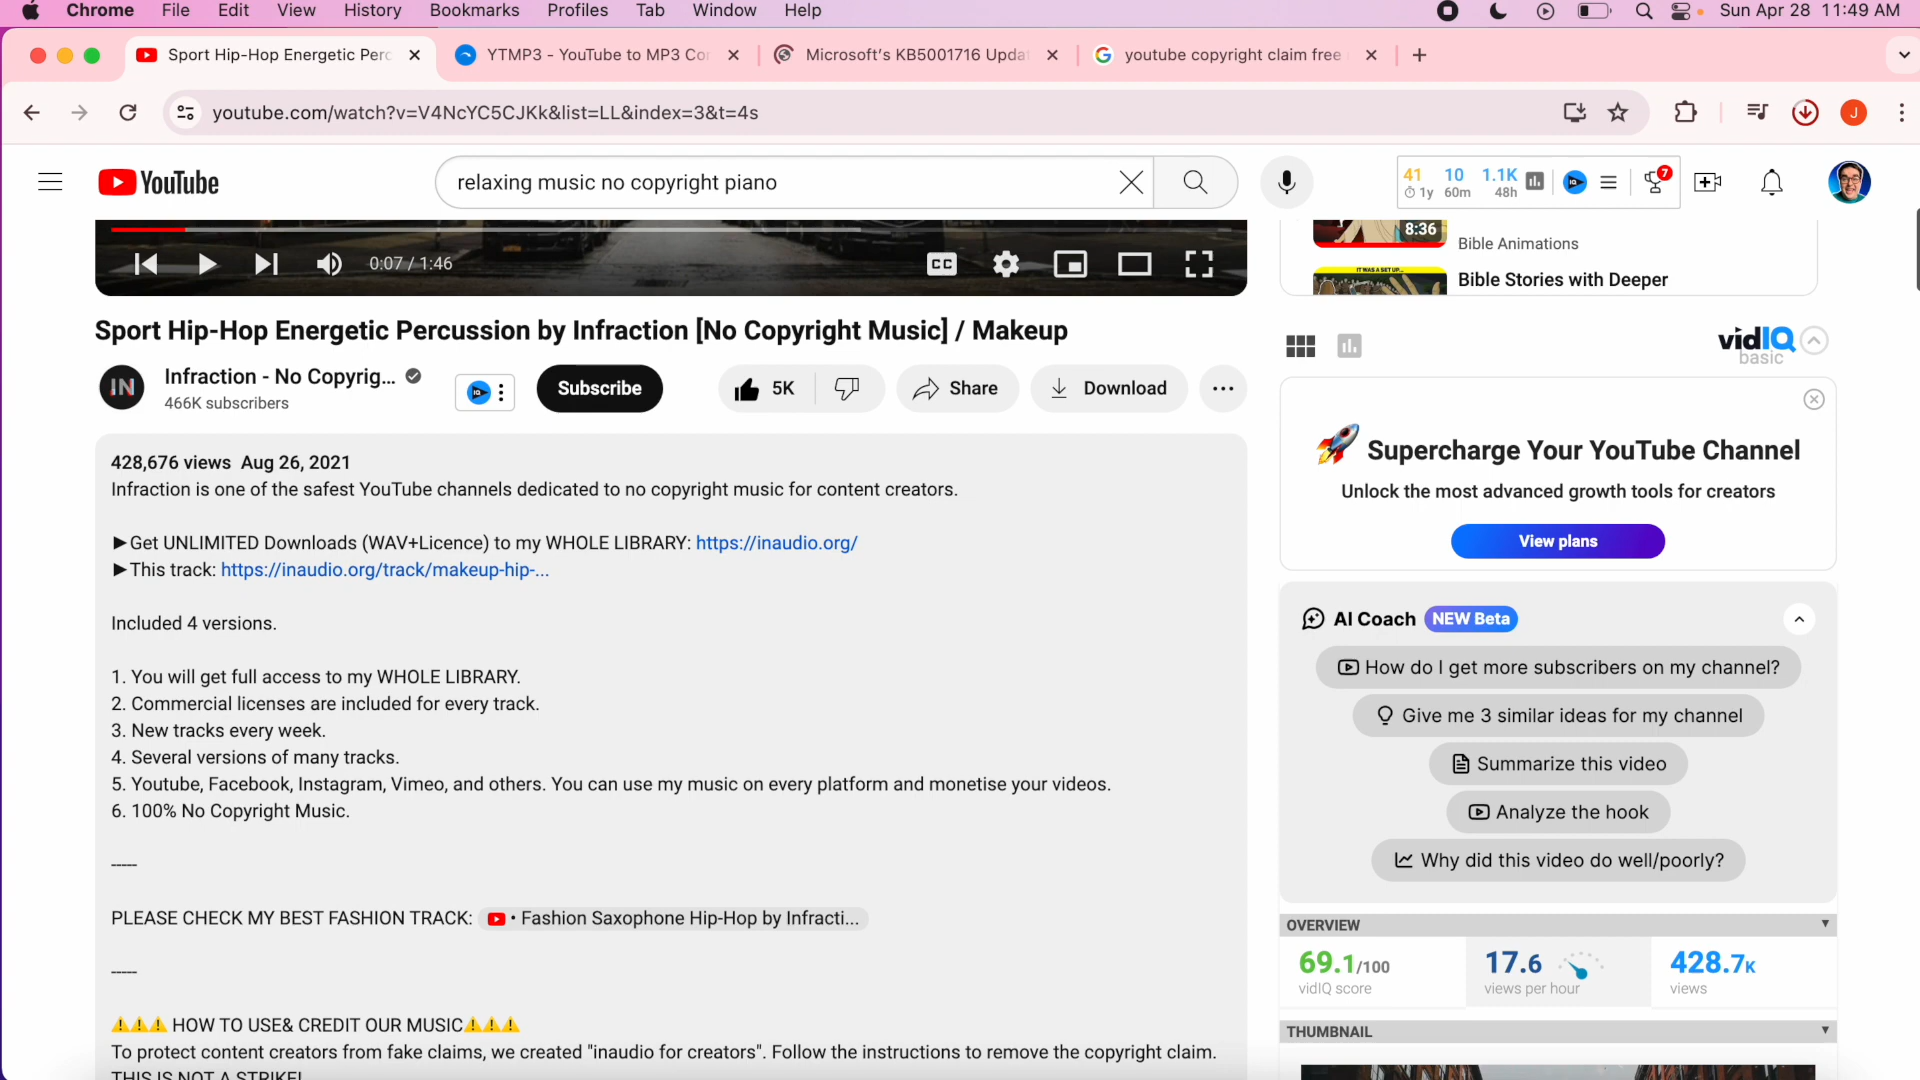 Chrome File Edit View History Bookmarks Profiles Tab Window Help Sun Apr 28 11:49 AM
Sport Hip-Hop Energetic Perc YTMP3 - YouTube to MP3 Co Microsoft's KB5001716 Upda youtube copyright claim free
youtube.com/watch?v=V4NcYC5CJKk&list=LL&index=3&t=4s J
YouTube relaxing music no copyright piano 41 10 1.1K 7
1y 60m 48h
8:36
Bible Animations
IT WAS A SET UP...
Bible Stories with Deeper
0:07 / 1:46 CC
Sport Hip-Hop Energetic Percussion by Infraction [No Copyright Music] / Makeup
vidIQ
basic
IN Infraction - No Copyrig...
466K subscribers
Subscribe 5K Share Download
428,676 views Aug 26, 2021
Infraction is one of the safest YouTube channels dedicated to no copyright music for content creators.
►Get UNLIMITED Downloads (WAV+Licence) to my WHOLE LIBRARY: https://inaudio.org/
►This track: https://inaudio.org/track/makeup-hip-...
Included 4 versions.
1. You will get full access to my WHOLE LIBRARY.
2. Commercial licenses are included for every track.
3. New tracks every week.
4. Several versions of many tracks.
5. Youtube, Facebook, Instagram, Vimeo, and others. You can use my music on every platform and monetise your videos.
6. 100% No Copyright Music.
-----
PLEASE CHECK MY BEST FASHION TRACK: • Fashion Saxophone Hip-Hop by Infracti...
-----
⚠⚠⚠ HOW TO USE& CREDIT OUR MUSIC⚠⚠⚠
To protect content creators from fake claims, we created "inaudio for creators". Follow the instructions to remove the copyright claim.
THIS IS NOT A STRIKE!
🚀 Supercharge Your YouTube Channel
Unlock the most advanced growth tools for creators
View plans
AI Coach NEW Beta
How do I get more subscribers on my channel?
Give me 3 similar ideas for my channel
Summarize this video
Analyze the hook
Why did this video do well/poorly?
OVERVIEW
69.1/100 17.6 428.7K
vidIQ score views per hour views
THUMBNAIL